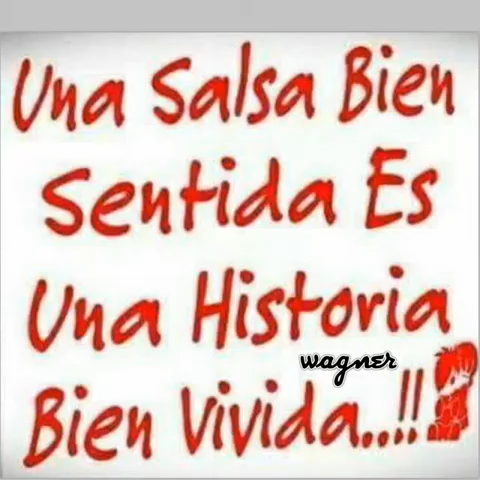 Una Salsa Bien
Sentida Es
Una Historia
wagner
Bien Vivida..!!